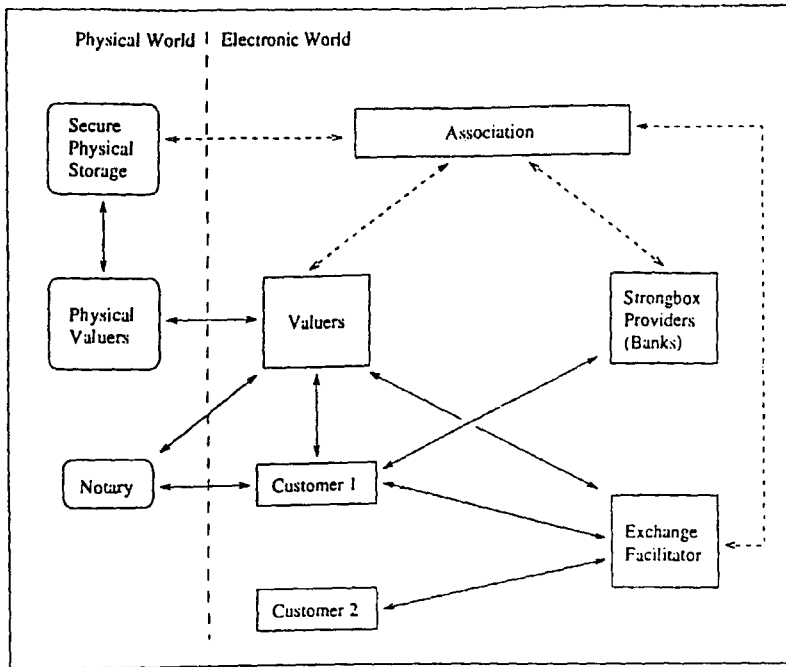 Physical World
Electronic World
Secure
Physical
Storage
Association
Physical
Valuers
Valuers
Strongbox
Providers
(Banks)
Notary
Customer 1
Exchange
Facilitator
Customer 2